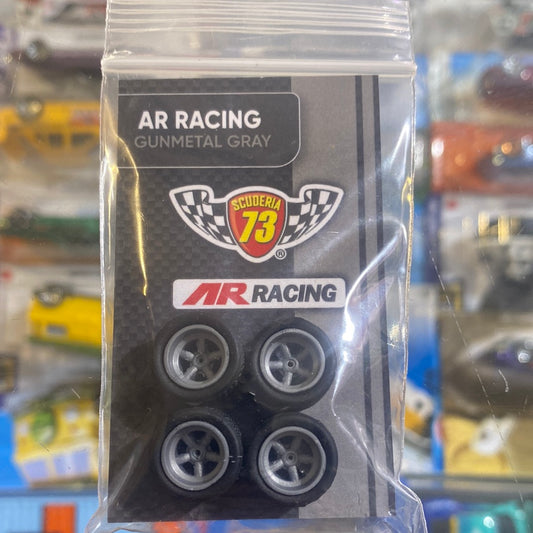 AR RACING
GUNMETAL GRAY
SCUDERIA
73
®
AR RACING